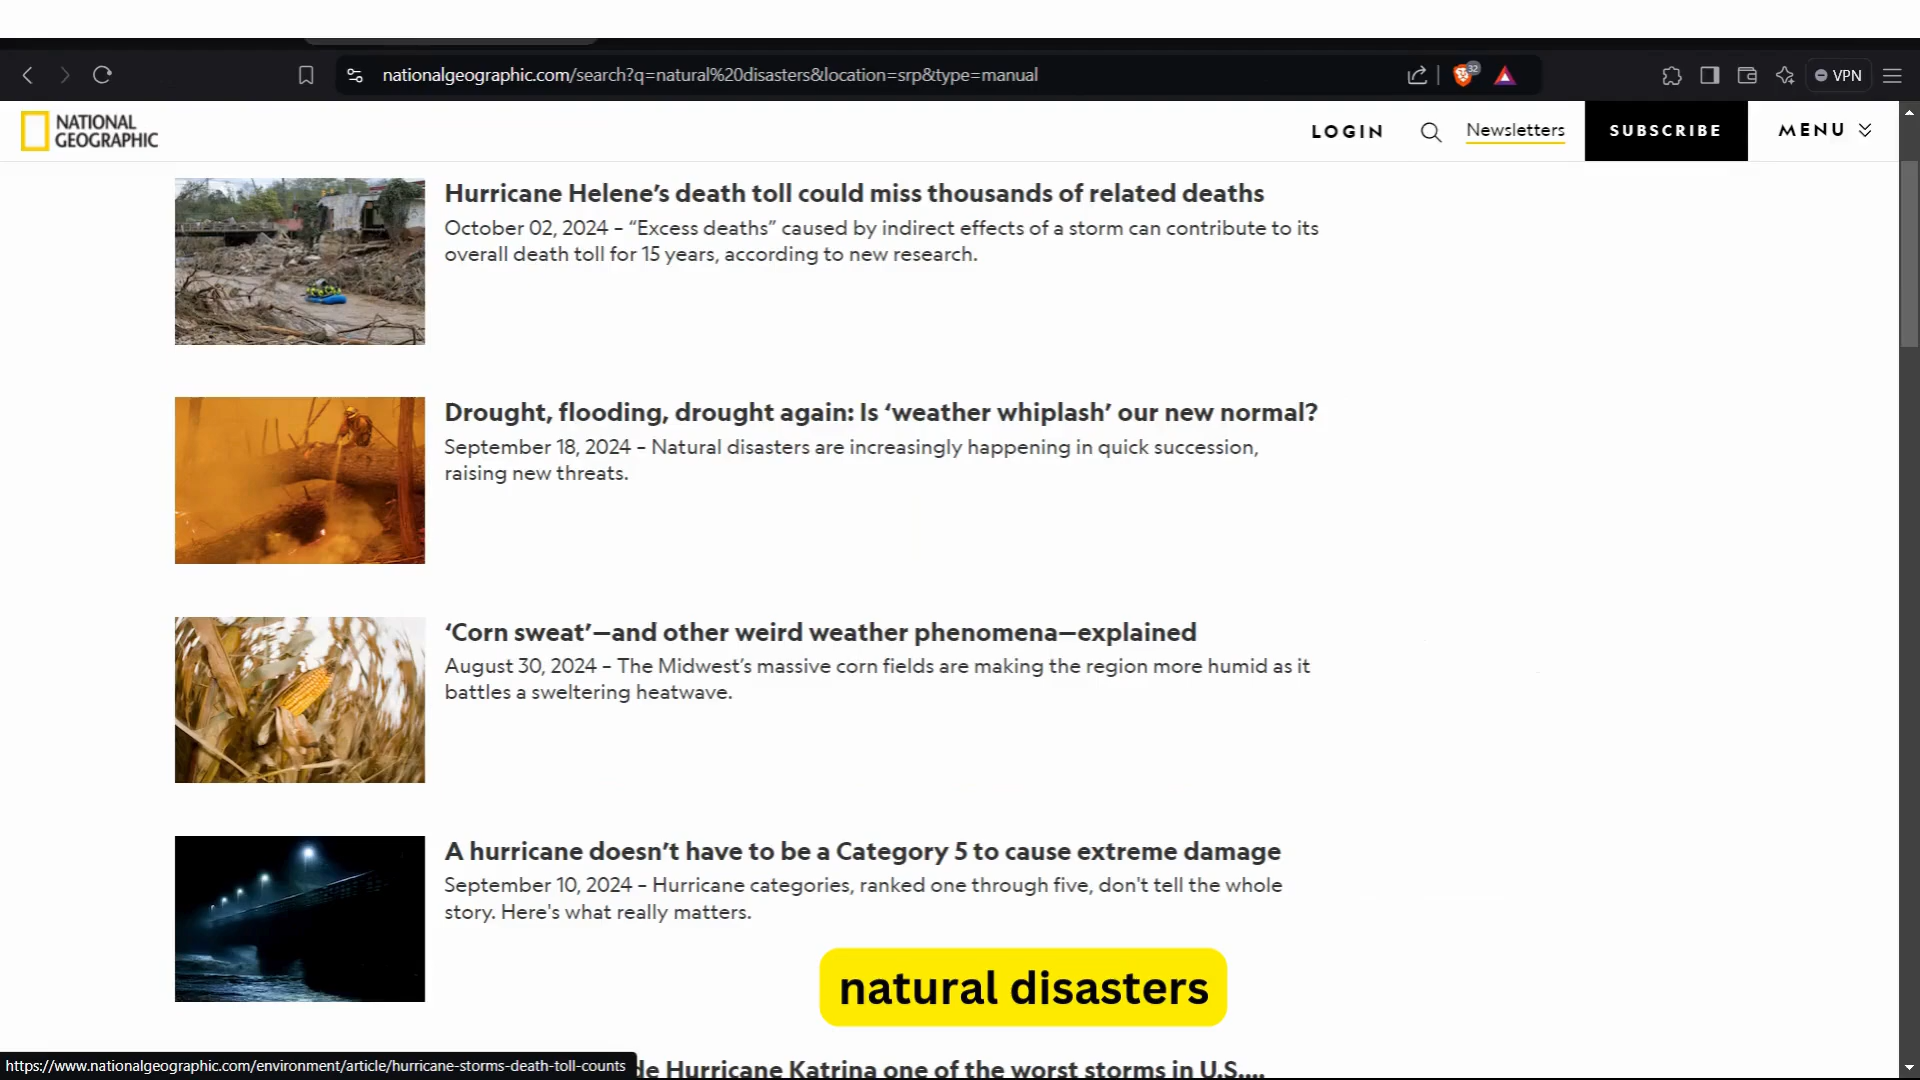 nationalgeographic.com/search?q=natural%20disasters&location=srp&type=manual
32
VPN
NATIONAL
GEOGRAPHIC
LOGIN
Newsletters
SUBSCRIBE
MENU
Hurricane Helene’s death toll could miss thousands of related deaths
October 02, 2024 – “Excess deaths” caused by indirect effects of a storm can contribute to its
overall death toll for 15 years, according to new research.
Drought, flooding, drought again: Is ‘weather whiplash’ our new normal?
September 18, 2024 – Natural disasters are increasingly happening in quick succession,
raising new threats.
‘Corn sweat’—and other weird weather phenomena—explained
August 30, 2024 – The Midwest’s massive corn fields are making the region more humid as it
battles a sweltering heatwave.
A hurricane doesn’t have to be a Category 5 to cause extreme damage
September 10, 2024 – Hurricane categories, ranked one through five, don't tell the whole
story. Here's what really matters.
natural disasters
https://www.nationalgeographic.com/environment/article/hurricane-storms-death-toll-counts
de Hurricane Katrina one of the worst storms in U.S....